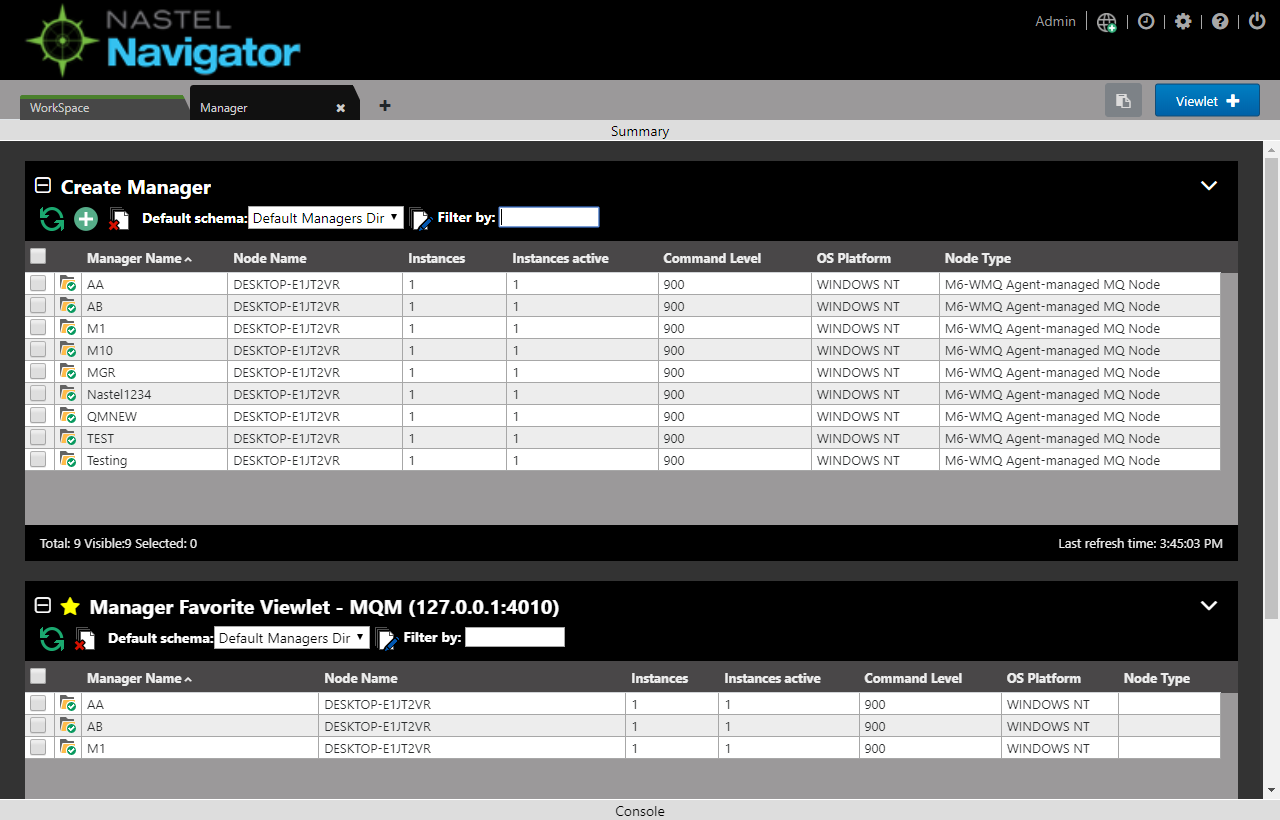 NASTEL
Navigator
Admin
WorkSpace
Manager
Viewlet
Summary
Create Manager
Default schema: Default Managers Dir Filter by:
Manager Name Node Name Instances Instances active Command Level OS Platform Node Type
AA DESKTOP-E1JT2VR 1 1 900 WINDOWS NT M6-WMQ Agent-managed MQ Node
AB DESKTOP-E1JT2VR 1 1 900 WINDOWS NT M6-WMQ Agent-managed MQ Node
M1 DESKTOP-E1JT2VR 1 1 900 WINDOWS NT M6-WMQ Agent-managed MQ Node
M10 DESKTOP-E1JT2VR 1 1 900 WINDOWS NT M6-WMQ Agent-managed MQ Node
MGR DESKTOP-E1JT2VR 1 1 900 WINDOWS NT M6-WMQ Agent-managed MQ Node
Nastel1234 DESKTOP-E1JT2VR 1 1 900 WINDOWS NT M6-WMQ Agent-managed MQ Node
QMNEW DESKTOP-E1JT2VR 1 1 900 WINDOWS NT M6-WMQ Agent-managed MQ Node
TEST DESKTOP-E1JT2VR 1 1 900 WINDOWS NT M6-WMQ Agent-managed MQ Node
Testing DESKTOP-E1JT2VR 1 1 900 WINDOWS NT M6-WMQ Agent-managed MQ Node
Total: 9 Visible:9 Selected: 0 Last refresh time: 3:45:03 PM
Manager Favorite Viewlet - MQM (127.0.0.1:4010)
Default schema: Default Managers Dir Filter by:
Manager Name Node Name Instances Instances active Command Level OS Platform Node Type
AA DESKTOP-E1JT2VR 1 1 900 WINDOWS NT
AB DESKTOP-E1JT2VR 1 1 900 WINDOWS NT
M1 DESKTOP-E1JT2VR 1 1 900 WINDOWS NT
Console